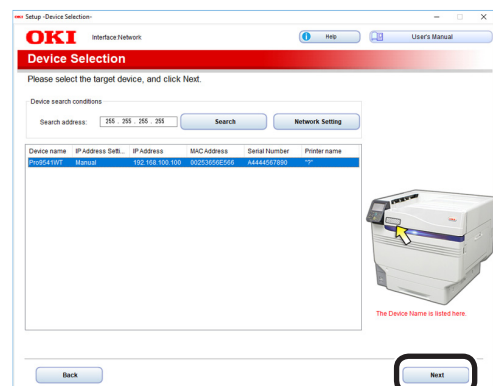 Setup -Device Selection-
OKI Interface:Network Help User's Manual
Device Selection
Please select the target device, and click Next.
Device search conditions
Search address: 255 . 255 . 255 . 255 Search Network Setting
Device name IP Address Setti... IP Address MAC Address Serial Number Printer name
Pro9541WT Manual 192.168.100.100 00253656E566 A4444567890 "?"
The Device Name is listed here.
Back Next